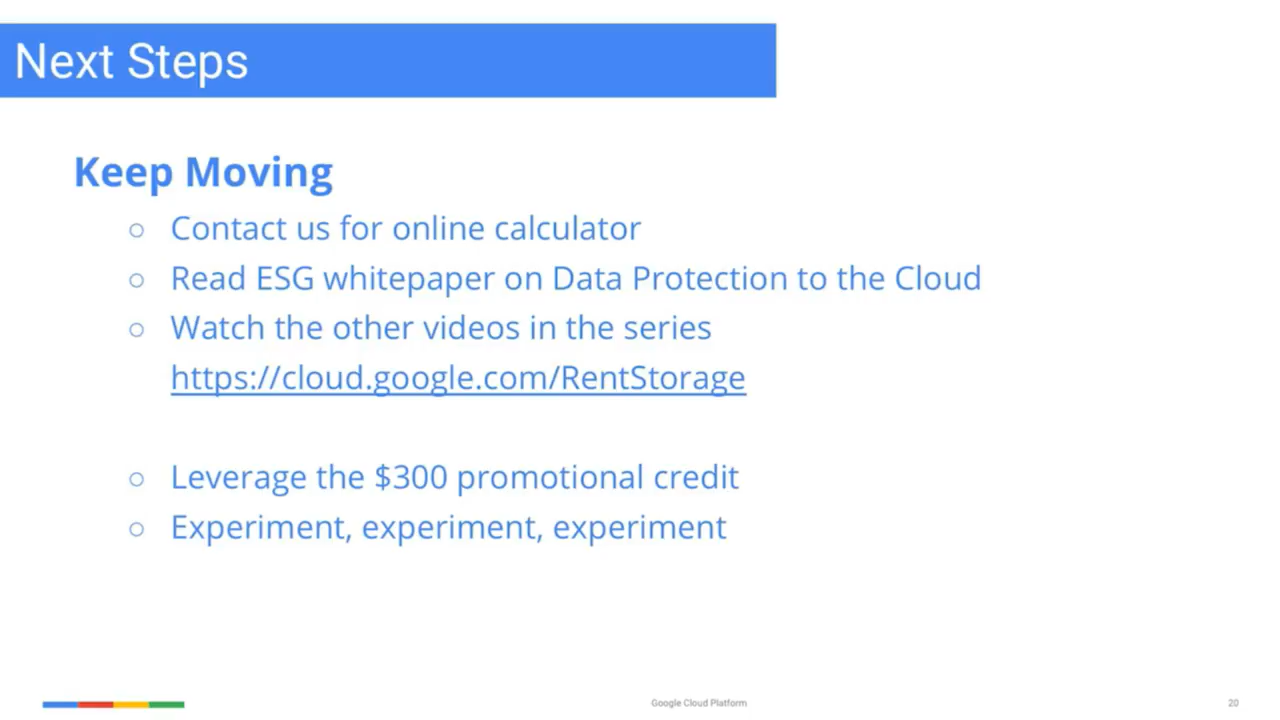 Next Steps
Keep Moving
○ Contact us for online calculator
○ Read ESG whitepaper on Data Protection to the Cloud
○ Watch the other videos in the series
https://cloud.google.com/RentStorage
○ Leverage the $300 promotional credit
○ Experiment, experiment, experiment
Google Cloud Platform
20